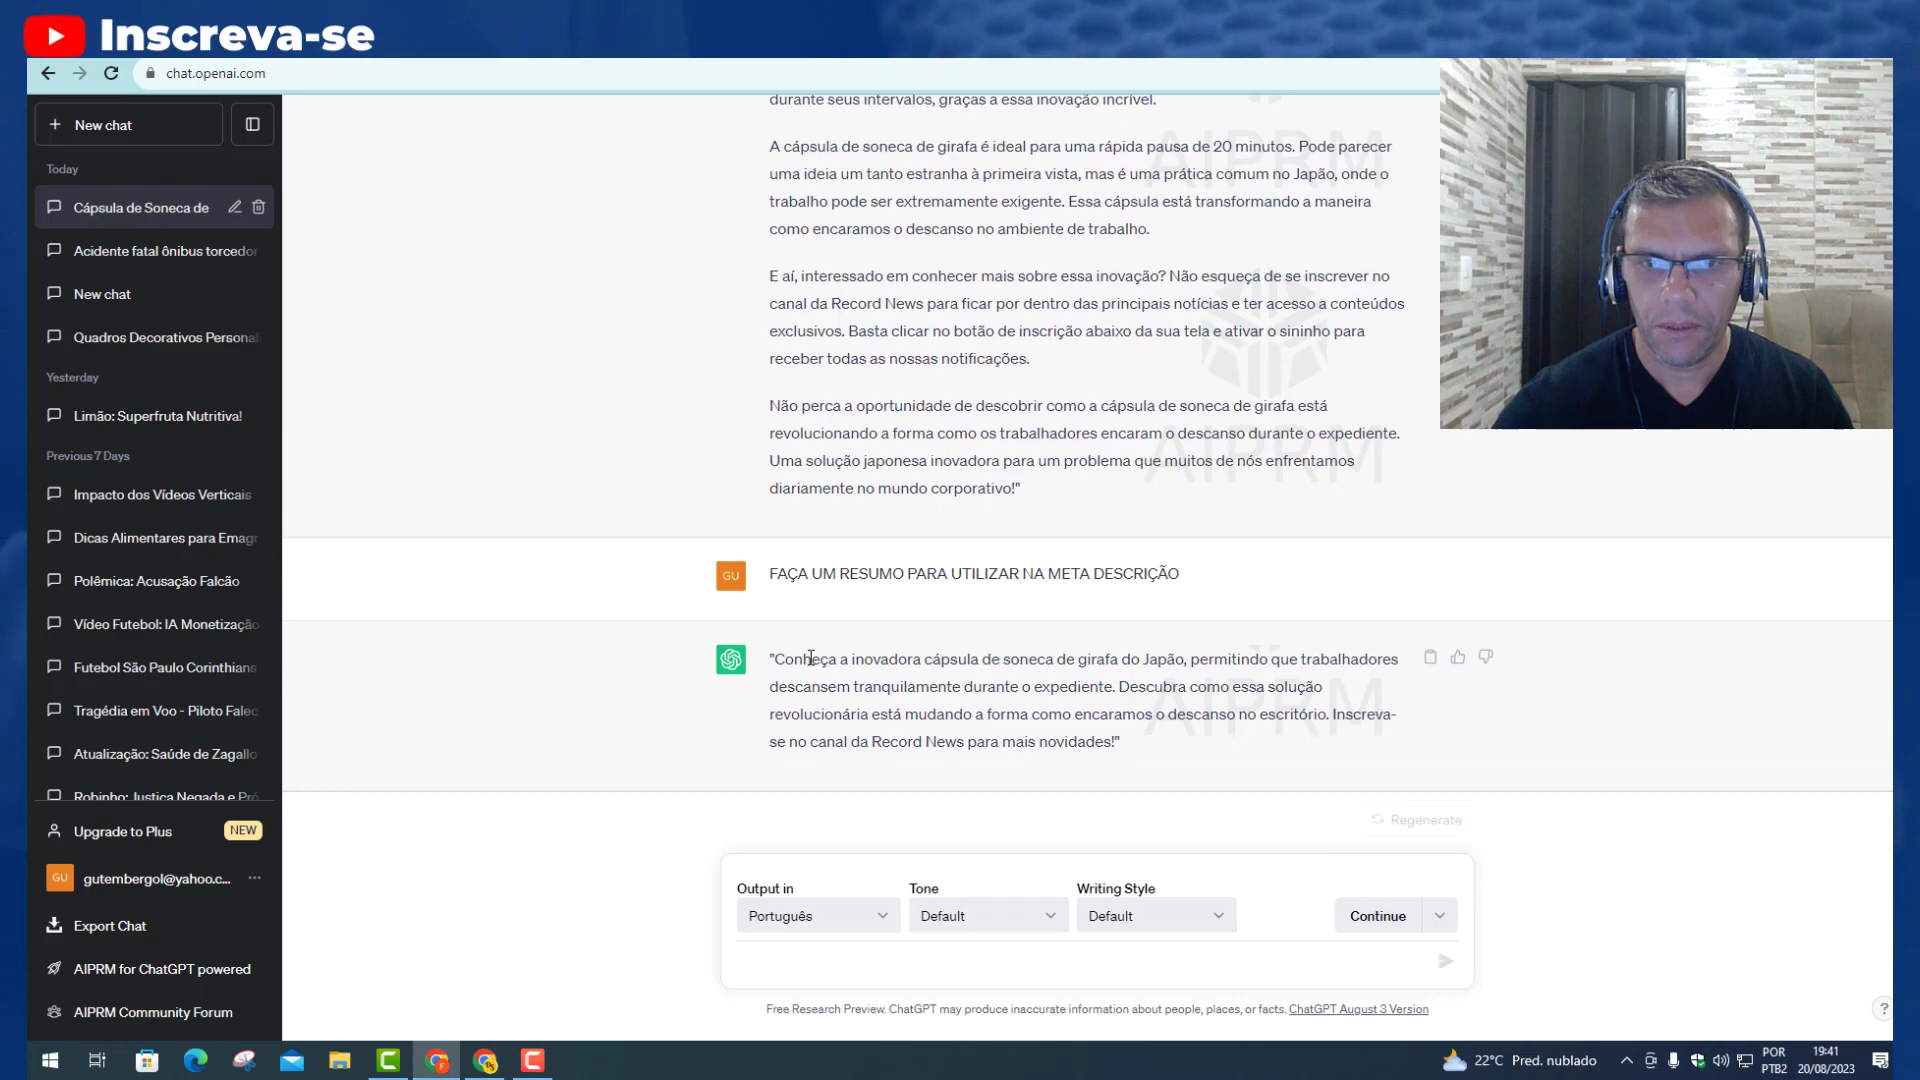 Inscreva-se
chat.openai.com
New chat
Today
Cápsula de Soneca de
Acidente fatal ônibus torcedor
New chat
Quadros Decorativos Personal
Yesterday
Limão: Superfruta Nutritiva!
Previous 7 Days
Impacto dos Vídeos Verticais
Dicas Alimentares para Emagr
Polêmica: Acusação Falcão
Vídeo Futebol: IA Monetização
Futebol São Paulo Corinthians
Tragédia em Voo - Piloto Falec
Atualização: Saúde de Zagallo
Robinho: Justiça Negada e Pró
Upgrade to Plus
NEW
GU
gutembergol@yahoo.c...
Export Chat
AIPRM for ChatGPT powered
AIPRM Community Forum
durante seus intervalos, graças a essa inovação incrível.
A cápsula de soneca de girafa é ideal para uma rápida pausa de 20 minutos. Pode parecer
uma ideia um tanto estranha à primeira vista, mas é uma prática comum no Japão, onde o
trabalho pode ser extremamente exigente. Essa cápsula está transformando a maneira
como encaramos o descanso no ambiente de trabalho.
E aí, interessado em conhecer mais sobre essa inovação? Não esqueça de se inscrever no
canal da Record News para ficar por dentro das principais notícias e ter acesso a conteúdos
exclusivos. Basta clicar no botão de inscrição abaixo da sua tela e ativar o sininho para
receber todas as nossas notificações.
Não perca a oportunidade de descobrir como a cápsula de soneca de girafa está
revolucionando a forma como os trabalhadores encaram o descanso durante o expediente.
Uma solução japonesa inovadora para um problema que muitos de nós enfrentamos
diariamente no mundo corporativo!"
AIPRM
AIPRM
AIPRM
GU
FAÇA UM RESUMO PARA UTILIZAR NA META DESCRIÇÃO
"Conheça a inovadora cápsula de soneca de girafa do Japão, permitindo que trabalhadores
descansem tranquilamente durante o expediente. Descubra como essa solução
revolucionária está mudando a forma como encaramos o descanso no escritório. Inscreva-
se no canal da Record News para mais novidades!"
Regenerate
Output in
Tone
Writing Style
Português
Default
Default
Continue
Free Research Preview. ChatGPT may produce inaccurate information about people, places, or facts. ChatGPT August 3 Version
?
22°C Pred. nublado
POR
PTB2
19:41
20/08/2023